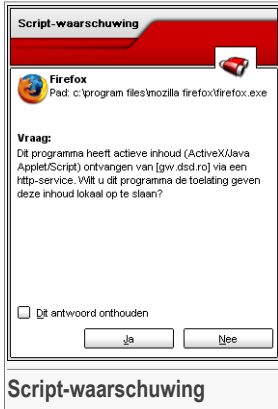 Script-waarschuwing
Firefox
Pad: c:\program files\mozilla firefox\firefox.exe
Vraag:
Dit programma heeft actieve inhoud (ActiveX/Java
Applet/Script) ontvangen van [gw.dsd.ro] via een
http-service. Wilt u dit programma de toelating geven
deze inhoud lokaal op te slaan?
Dit antwoord onthouden
Ja
Nee
Script-waarschuwing